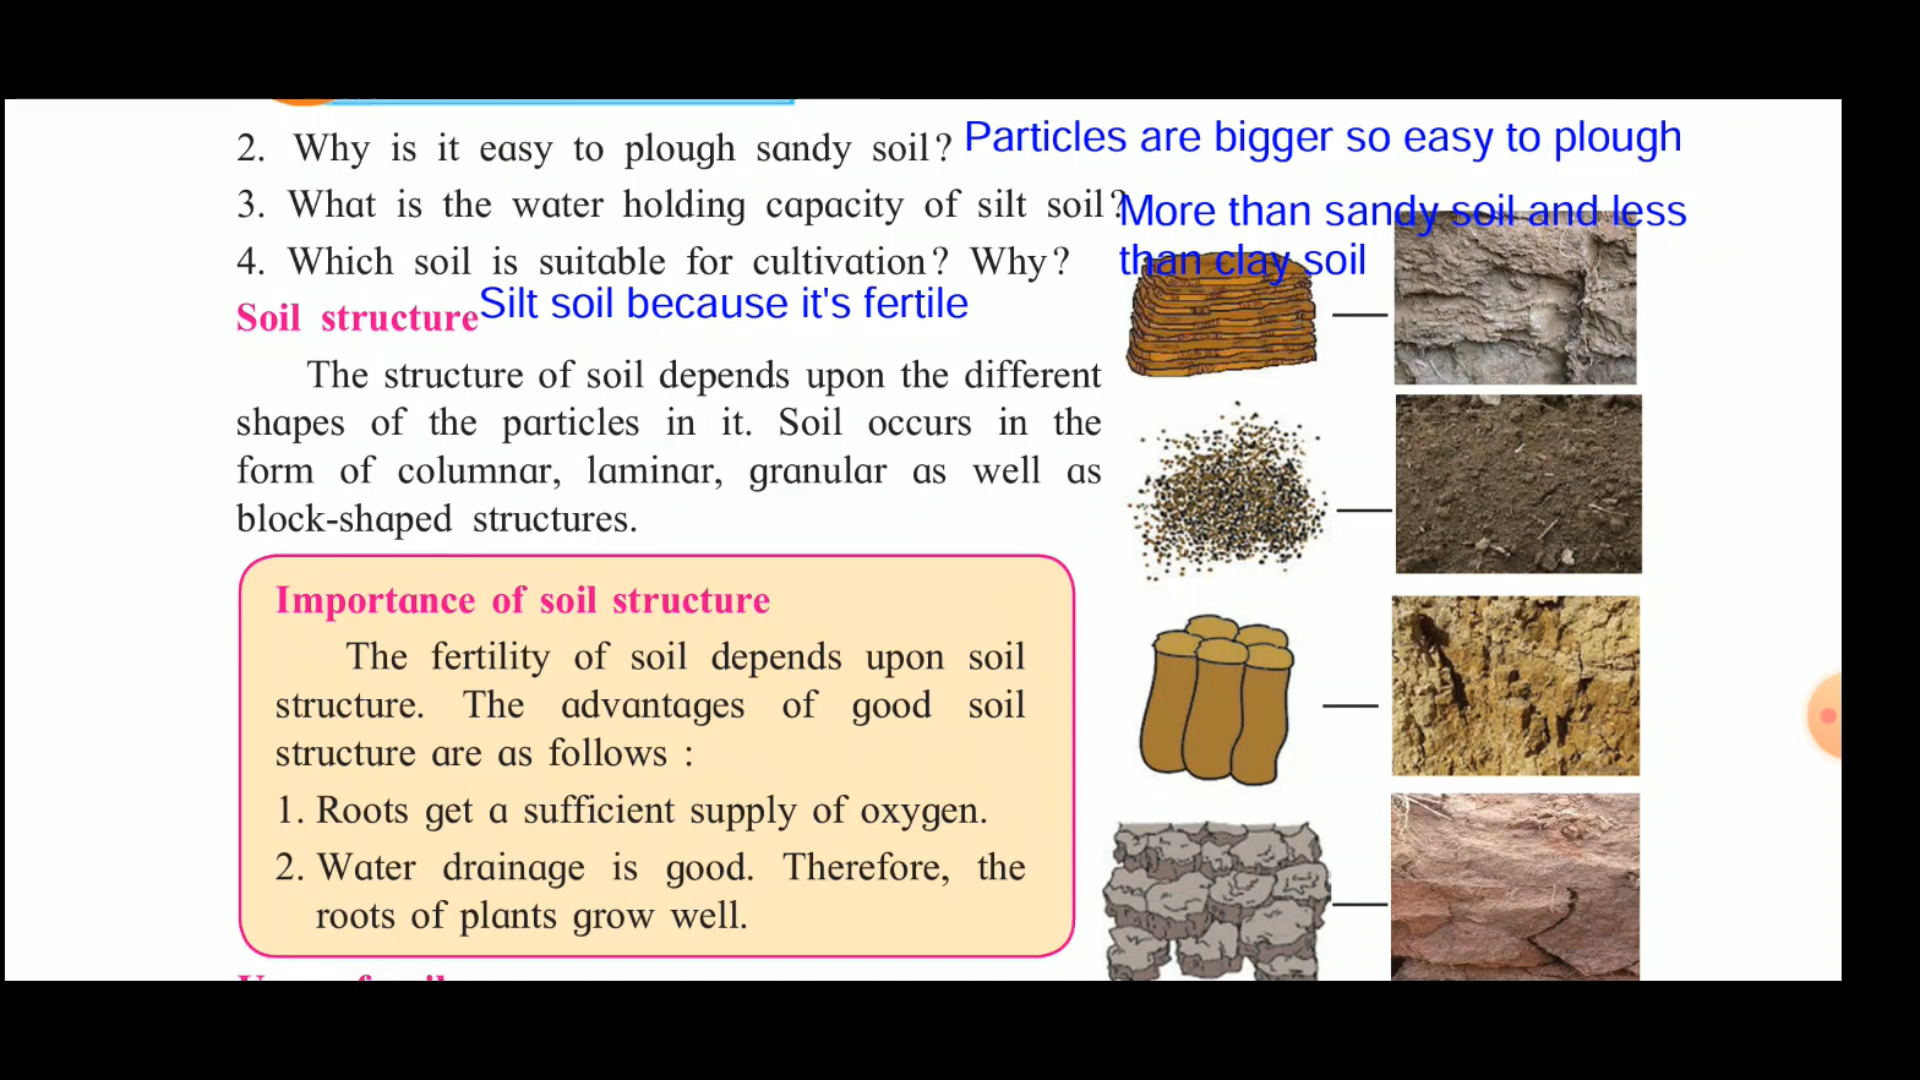 2. Why is it easy to plough sandy soil? Particles are bigger so easy to plough
3. What is the water holding capacity of silt soil?
More than sandy soil and less
than clay soil
4. Which soil is suitable for cultivation? Why?
Silt soil because it's fertile
Soil structure
The structure of soil depends upon the different
shapes of the particles in it. Soil occurs in the
form of columnar, laminar, granular as well as
block-shaped structures.
Importance of soil structure
The fertility of soil depends upon soil
structure. The advantages of good soil
structure are as follows :
1. Roots get a sufficient supply of oxygen.
2. Water drainage is good. Therefore, the
roots of plants grow well.